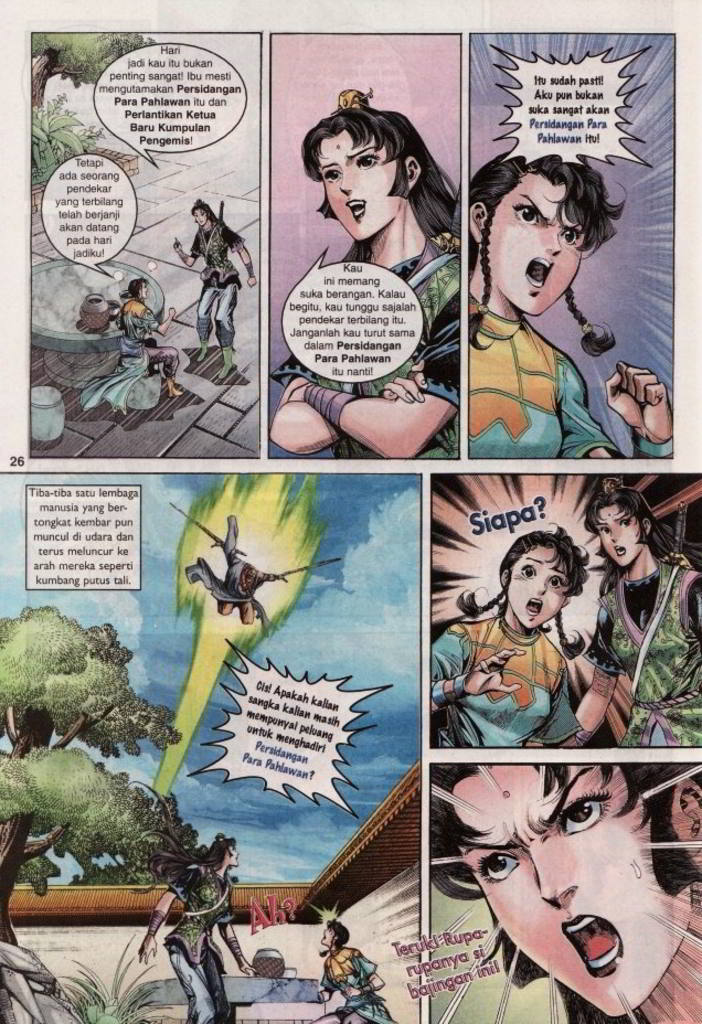 Hari
jadi kau itu bukan
penting sangat! Ibu mesti
mengutamakan Persidangan
Para Pahlawan itu dan
Perlantikan Ketua
Baru Kumpulan
Pengemis!
Tetapi
ada seorang
pendekar
yang terbilang
telah berjanji
akan datang
pada hari
jadiku!
Kau
ini memang
suka berangan. Kalau
begitu, kau tunggu sajalah
pendekar terbilang itu.
Janganlah kau turut sama
dalam Persidangan
Para Pahlawan
itu nanti!
Itu sudah pasti!
Aku pun bukan
suka sangat akan
Persidangan Para
Pahlawan itu!
26
Tiba-tiba satu lembaga
manusia yang ber-
tongkat kembar pun
muncul di udara dan
terus meluncur ke
arah mereka seperti
kumbang putus tali.
Cis! Apakah kalian
sangka kalian masih
mempunyai peluang
untuk menghadiri
Persidangan
Para Pahlawan?
Ah?
Siapa?
Teruk! Rupa-
rupanya si
bajingan ini!